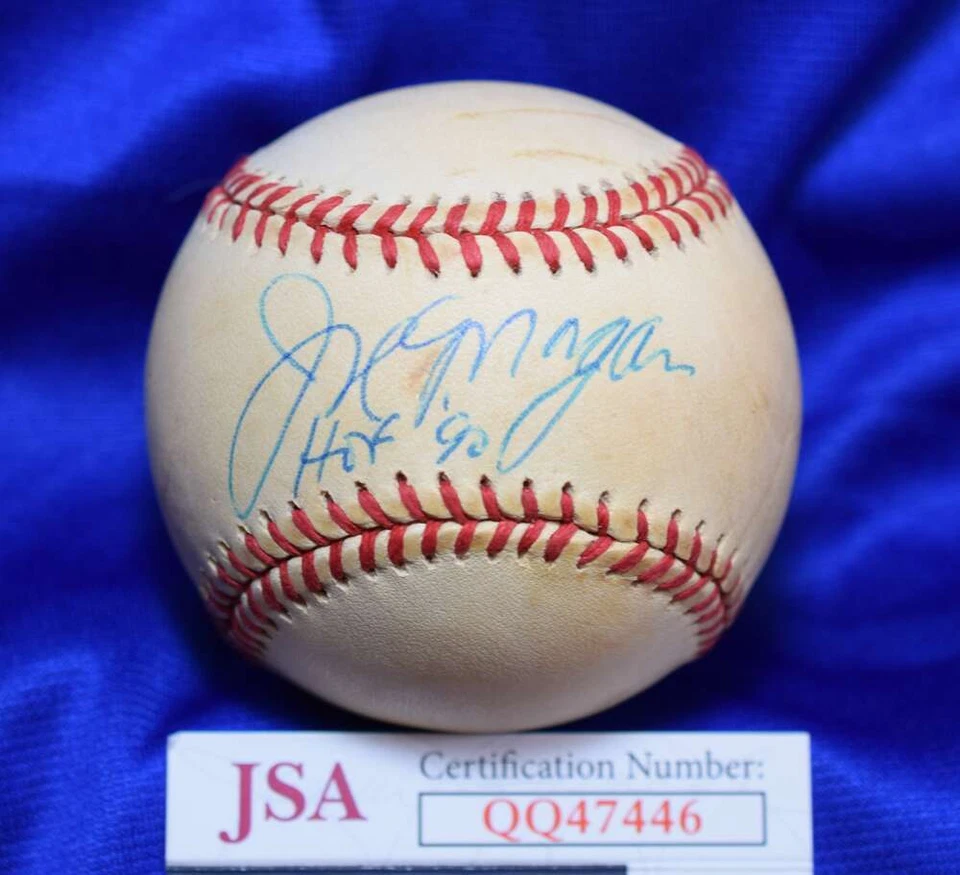 Joe Morgan
HOF '90
JSA
Certification Number:
QQ47446